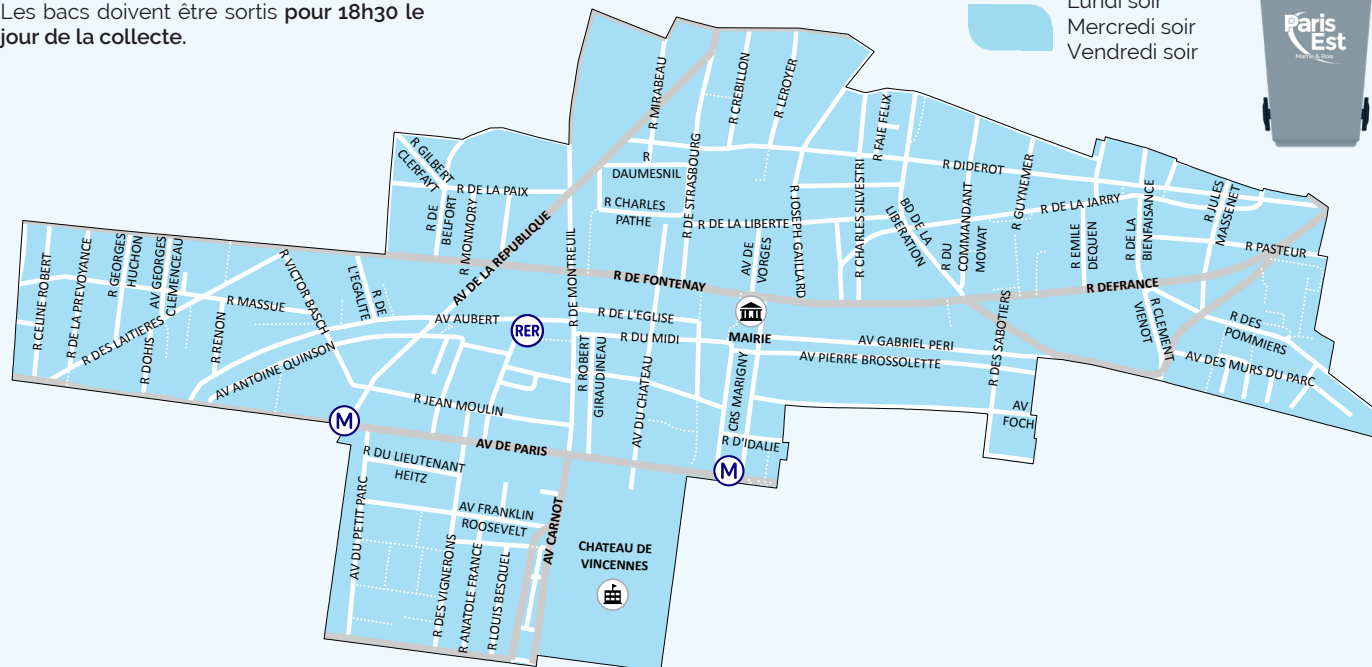 Les bacs doivent être sortis pour 18h30 le
jour de la collecte.
Lundi soir
Mercredi soir
Vendredi soir
Paris
Est
Marne & Bois
R MIRABEAU
R CREBILLON
R LEROYER
R FAIE FELIX
R GILBERT
CLERFAYT
R DE LA PAIX
R DE
BELFORT
R MONMORY
AV DE LA REPUBLIQUE
R
DAUMESNIL
R CHARLES
PATHE
R DE STRASBOURG
R DE LA LIBERTE
R JOSEPH GAILLARD
R CHARLES SILVESTRI
BD DE LA
LIBERATION
R DIDEROT
R DU
COMMANDANT
MOWAT
R GUYNEMER
R DE LA JARRY
R EMILE
DEQUEN
R DE LA
BIENFAISANCE
R JULES
MASSENET
R PASTEUR
R CELINE ROBERT
R DE LA PREVOYANCE
R GEORGES
HUCHON
AV GEORGES
CLEMENCEAU
R DES LAITIERES
R DOHIS
R RENON
R MASSUE
R VICTOR BASCH
R DE
L'EGALITE
AV ANTOINE QUINSON
AV AUBERT
RER
R DE MONTREUIL
R DE FONTENAY
AV DE
VORGES
R DE L'EGLISE
R DU MIDI
R ROBERT
GIRAUDINEAU
AV DU CHATEAU
MAIRIE
CRS MARIGNY
AV GABRIEL PERI
AV PIERRE BROSSOLETTE
R DES SABOTIERS
R DEFRANCE
R CLEMENT
VIENOT
R DES
POMMIERS
AV DES MURS DU PARC
AV
FOCH
R JEAN MOULIN
M
AV DE PARIS
R D'IDALIE
M
R DU LIEUTENANT
HEITZ
AV DU PETIT PARC
AV FRANKLIN
ROOSEVELT
R DES VIGNERONS
R ANATOLE FRANCE
R LOUIS BESQUEL
AV CARNOT
CHATEAU DE
VINCENNES